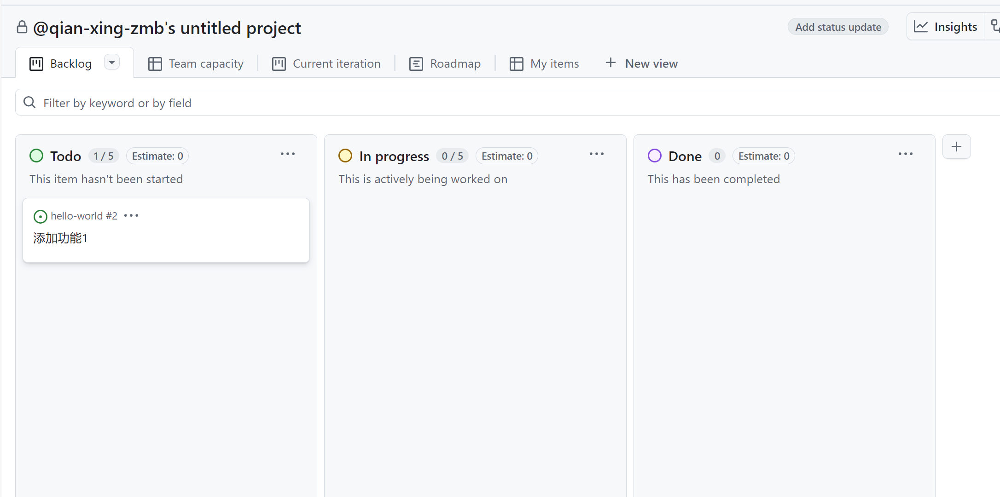 @qian-xing-zmb's untitled project
Add status update
Insights
Backlog
Team capacity
Current iteration
Roadmap
My items
New view
Filter by keyword or by field
Todo 1 / 5 Estimate: 0
This item hasn't been started
hello-world #2
添加功能1
In progress 0 / 5 Estimate: 0
This is actively being worked on
Done 0 Estimate: 0
This has been completed